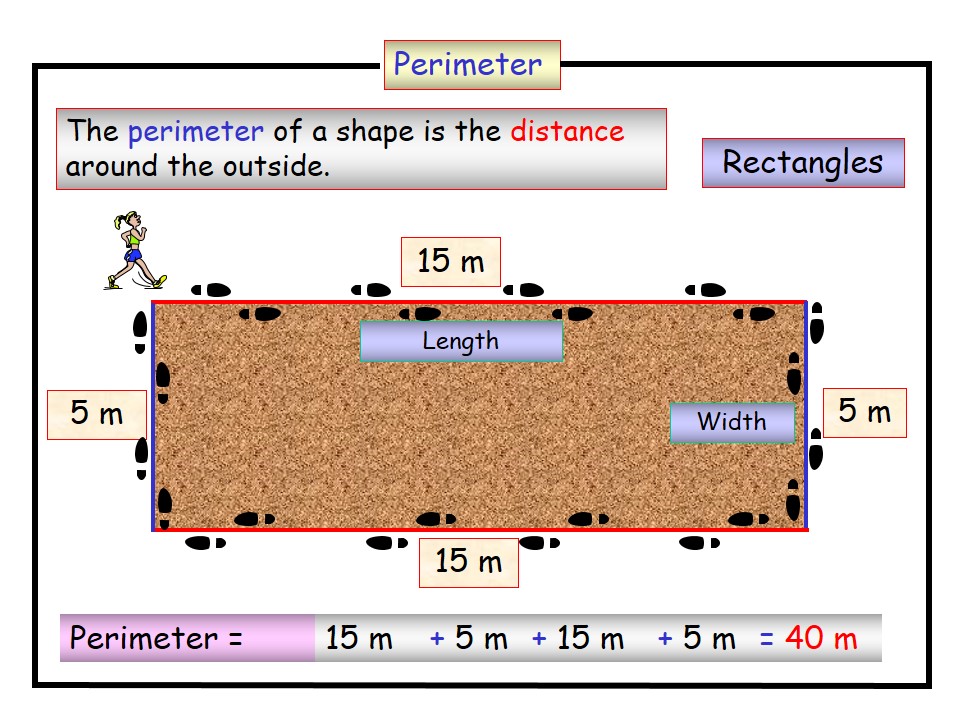 Perimeter
The perimeter of a shape is the distance
around the outside.
Rectangles
15 m
Length
5 m
Width
5 m
15 m
Perimeter = 15 m + 5 m + 15 m + 5 m = 40 m